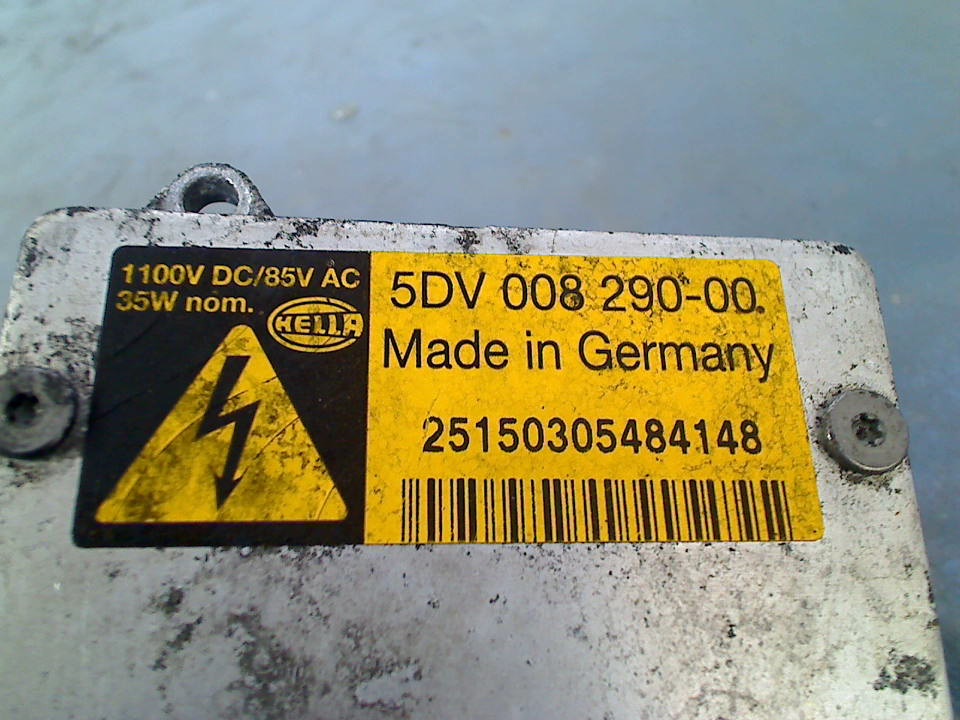 1100V DC/85V AC
35W nom.
HELLA
5DV 008 290-00.
Made in Germany
25150305484148